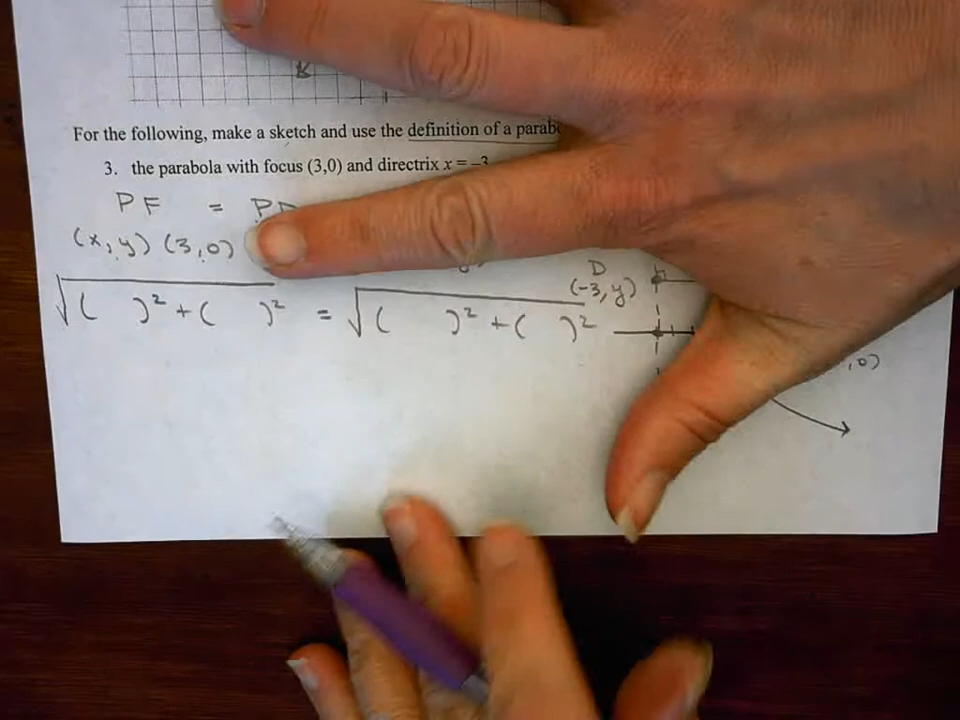 For the following, make a sketch and use the definition of a
3. the parabola with focus (3,0) and directrix x = -3
PF = PD
(x, y) (3,0)
D
(-3, y)
√( )² + ( )² = √( )² + ( )²
,0)